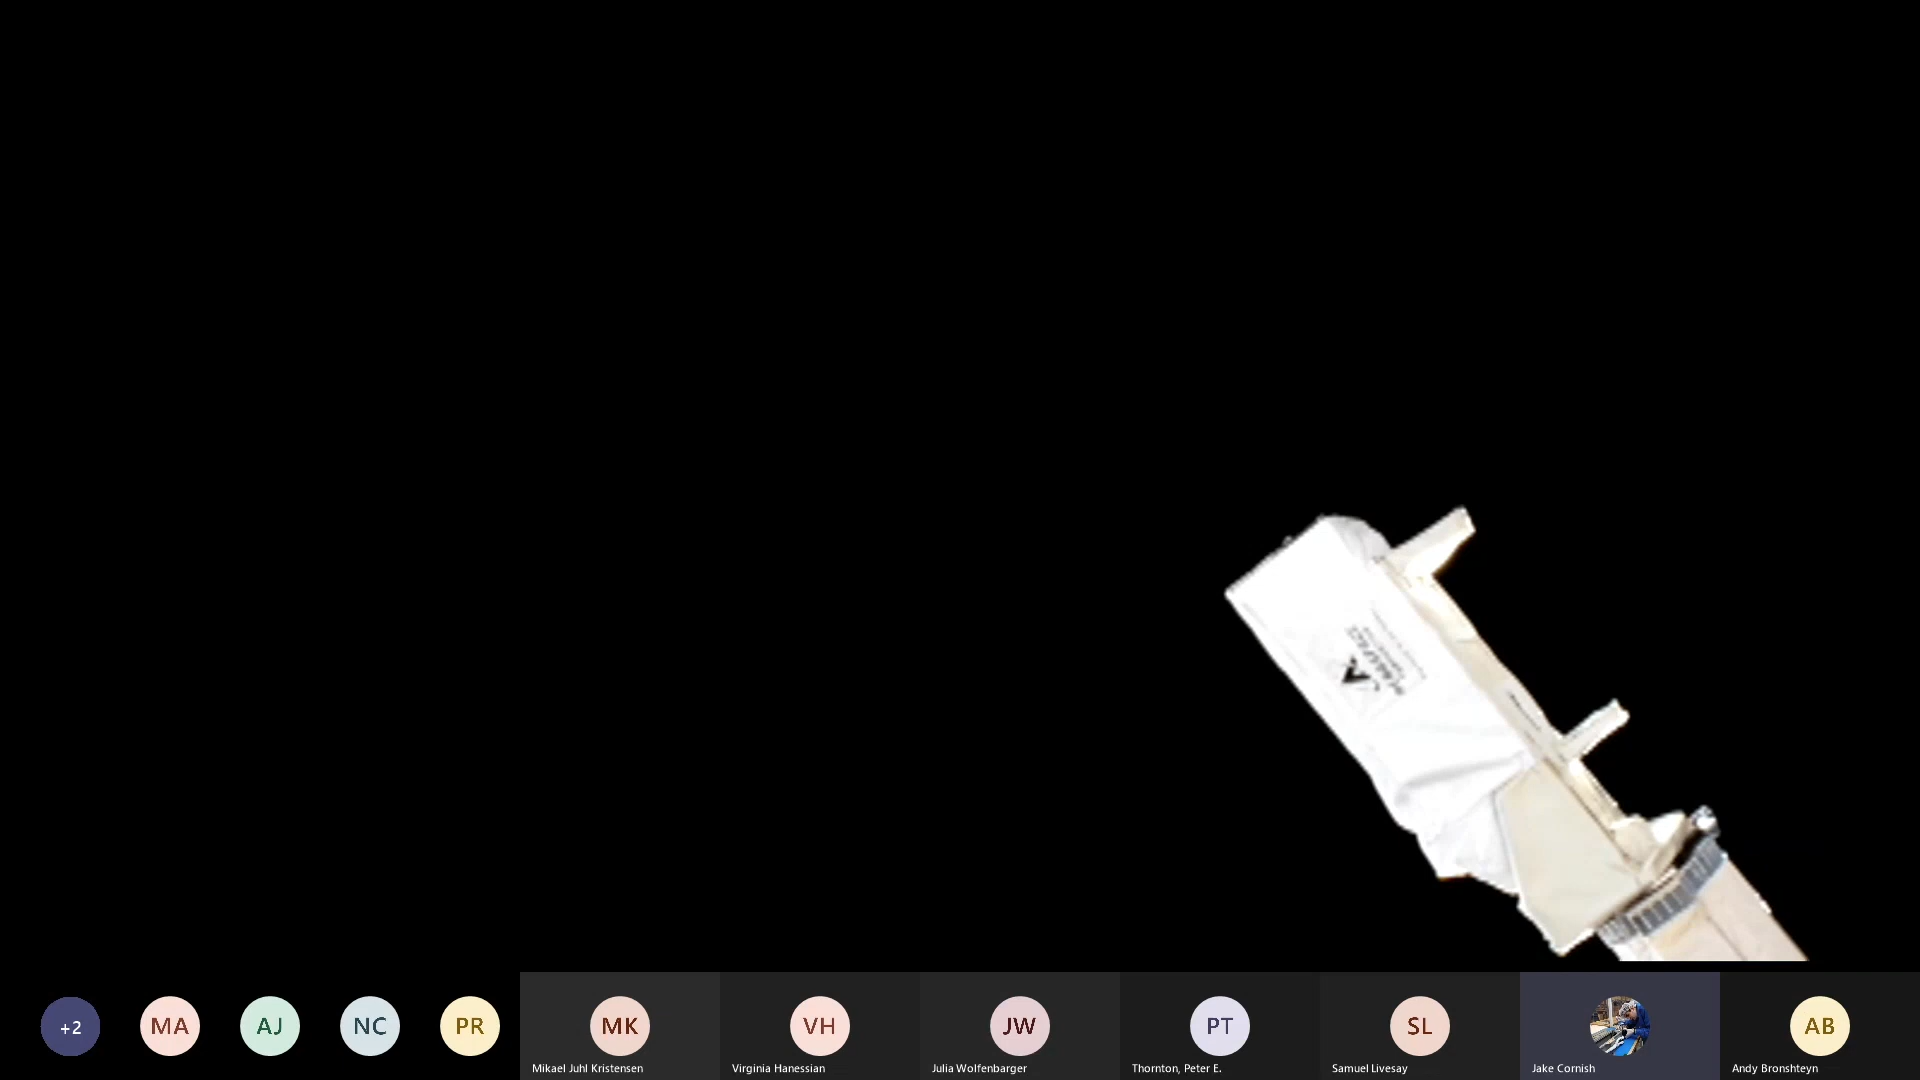 +2
MA
AJ
NC
PR
MK
VH
JW
PT
SL
AB
Mikael Juhl Kristensen
Virginia Hanessian
Julia Wolfenbarger
Thornton, Peter E.
Samuel Livesay
Jake Cornish
Andy Bronshteyn